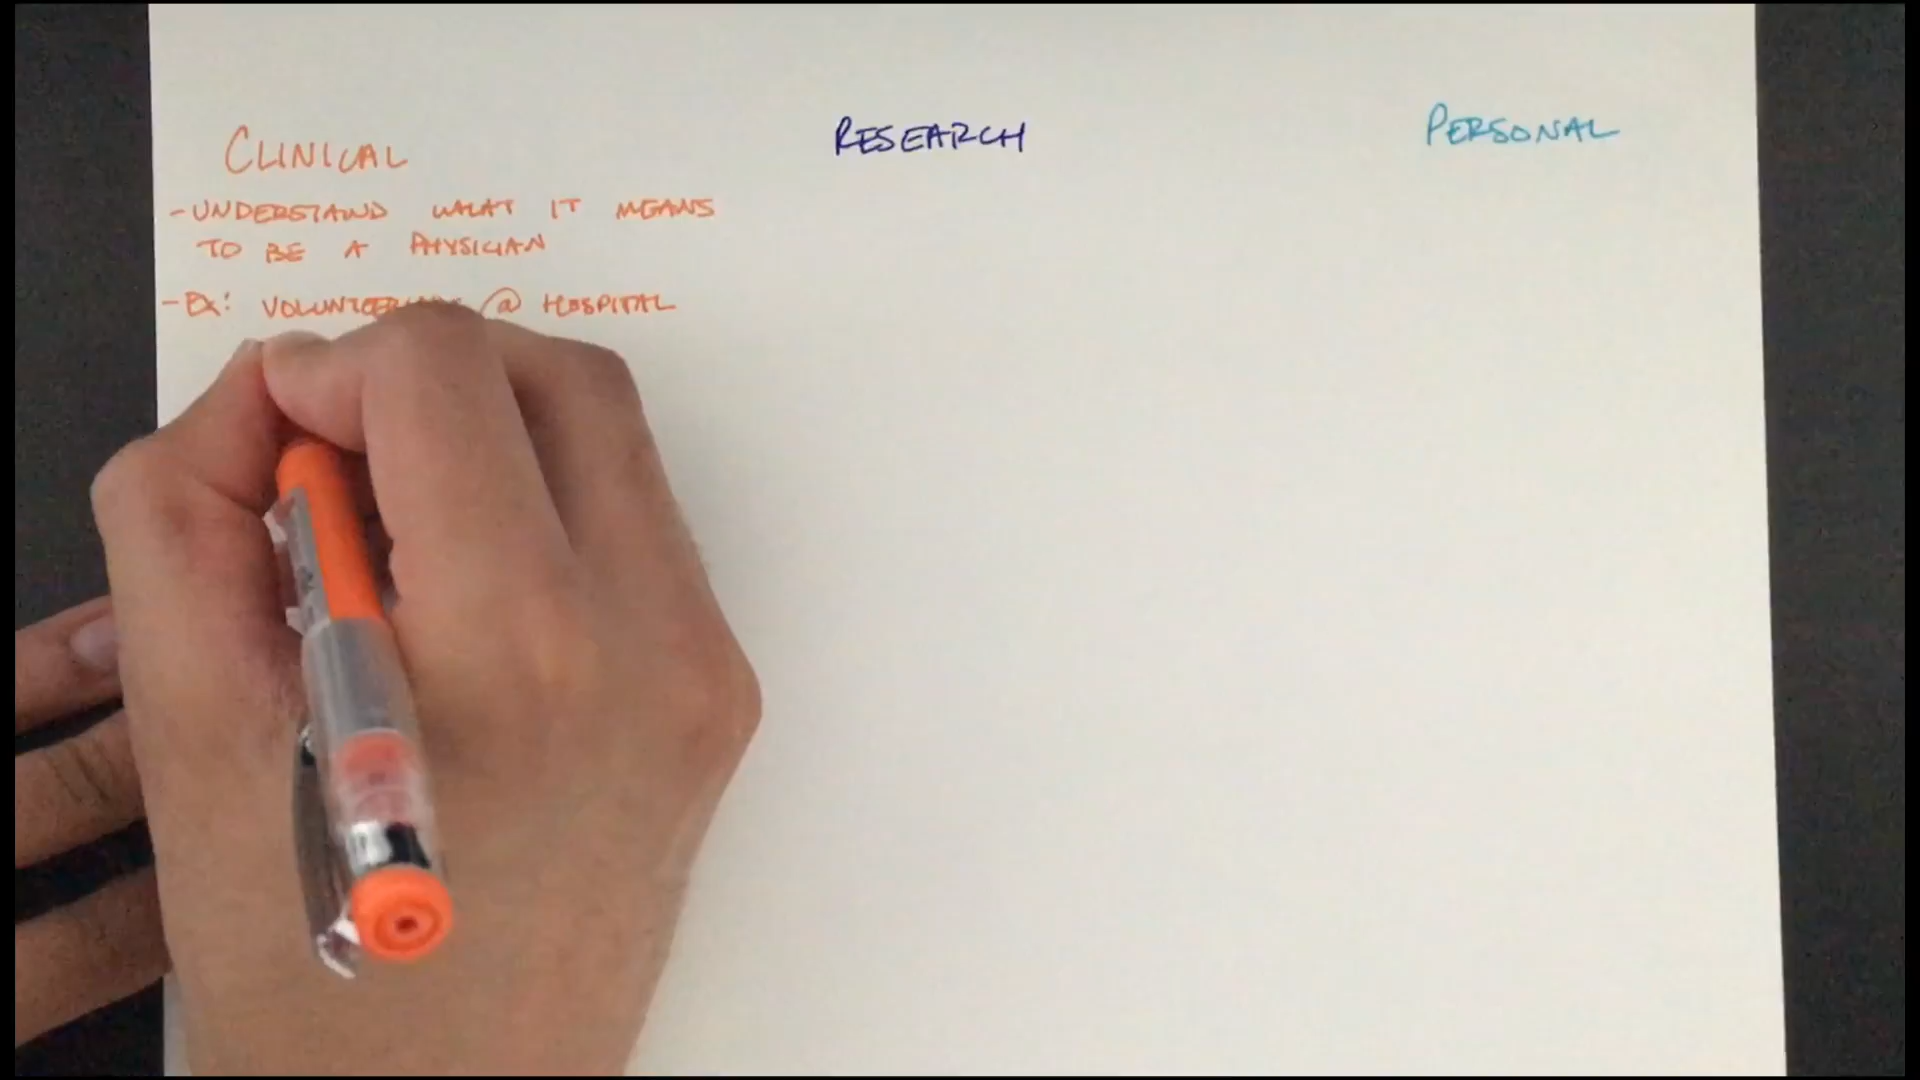 CLINICAL
RESEARCH
PERSONAL
- UNDERSTAND WHAT IT MEANS
TO BE A PHYSICIAN
- EX: @ HOSPITAL